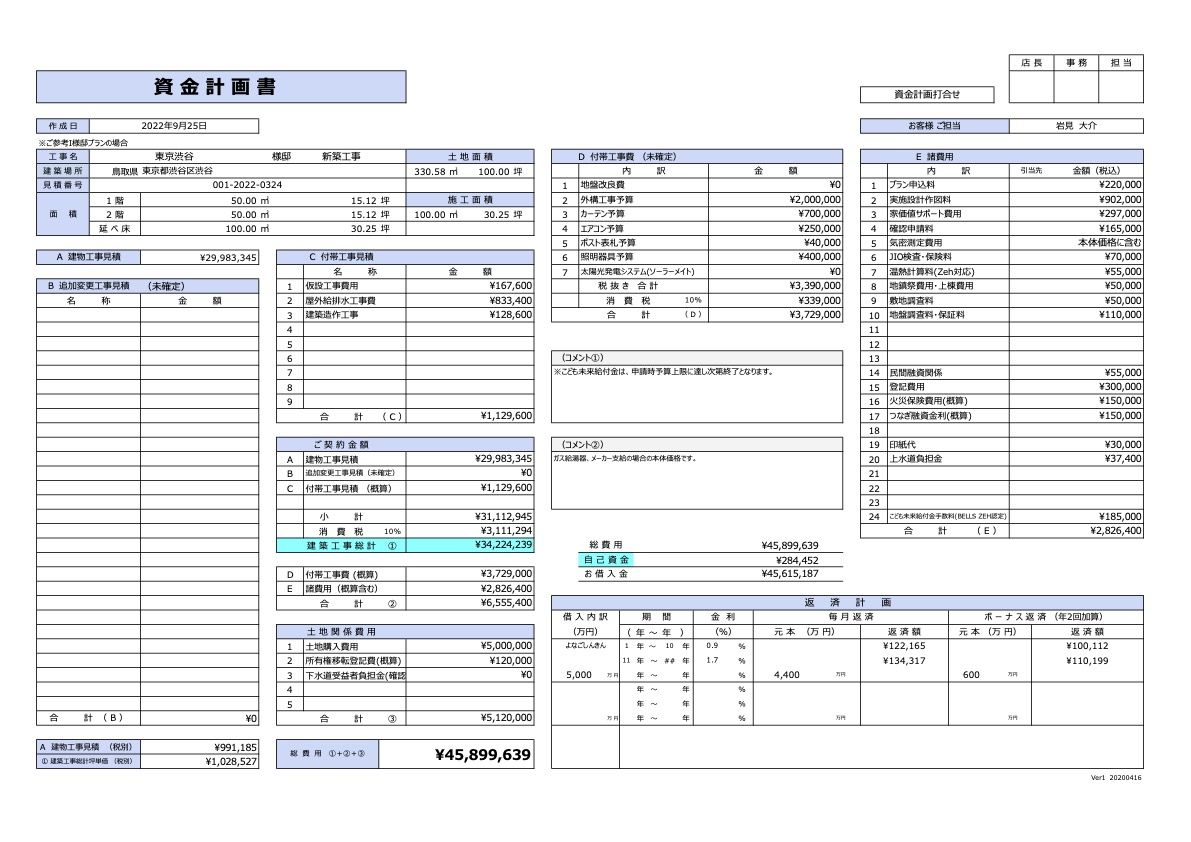 資金計画書
店長 事務 担当
資金計画打合せ
作成日 2022年9月25日
お客様 ご担当 岩見 大介
※ご参考I様邸プランの場合
工事名 東京渋谷 様邸 新築工事 土地面積
建築場所 鳥取県 東京都渋谷区渋谷 330.58 ㎡ 100.00 坪
見積番号 001-2022-0324
面積 1階 50.00 ㎡ 15.12 坪 施工面積
2階 50.00 ㎡ 15.12 坪 100.00 ㎡ 30.25 坪
延べ床 100.00 ㎡ 30.25 坪
A 建物工事見積 ¥29,983,345
B 追加変更工事見積 (未確定)
名称 金額
合計(B) ¥0
A 建物工事見積 (税別) ¥991,185
① 建築工事総計坪単価 (税別) ¥1,028,527
C 付帯工事見積
名称 金額
1 仮設工事費用 ¥167,600
2 屋外給排水工事費 ¥833,400
3 建築造作工事 ¥128,600
4
5
6
7
8
9
合計 (C) ¥1,129,600
ご契約金額
A 建物工事見積 ¥29,983,345
B 追加変更工事見積(未確定) ¥0
C 付帯工事見積 (概算) ¥1,129,600
小計 ¥31,112,945
消費税 10% ¥3,111,294
建築工事総計 ① ¥34,224,239
D 付帯工事費 (概算) ¥3,729,000
E 諸費用 (概算含む) ¥2,826,400
合計 ② ¥6,555,400
土地関係費用
1 土地購入費用 ¥5,000,000
2 所有権移転登記費(概算) ¥120,000
3 下水道受益者負担金(確認 ¥0
4
5
合計 ③ ¥5,120,000
総費用 ①+②+③ ¥45,899,639
D 付帯工事費 (未確定)
内訳 金額
1 地盤改良費 ¥0
2 外構工事予算 ¥2,000,000
3 カーテン予算 ¥700,000
4 エアコン予算 ¥250,000
5 ポスト表札予算 ¥40,000
6 照明器具予算 ¥400,000
7 太陽光発電システム(ソーラーメイト) ¥0
税抜き合計 ¥3,390,000
消費税 10% ¥339,000
合計 (D) ¥3,729,000
(コメント①)
※こども未来給付金は、申請時予算上限に達し次第終了となります。
(コメント②)
ガス給湯器、メーカー支給の場合の本体価格です。
総費用 ¥45,899,639
自己資金 ¥284,452
お借入金 ¥45,615,187
E 諸費用
内訳 引当先 金額(税込)
1 プラン申込料 ¥220,000
2 実施設計作図料 ¥902,000
3 家価値サポート費用 ¥297,000
4 確認申請料 ¥165,000
5 気密測定費用 本体価格に含む
6 JIO検査・保険料 ¥70,000
7 温熱計算料(Zeh対応) ¥55,000
8 地鎮祭費用・上棟費用 ¥50,000
9 敷地調査料 ¥50,000
10 地盤調査料・保証料 ¥110,000
11
12
13
14 民間融資関係 ¥55,000
15 登記費用 ¥300,000
16 火災保険費用(概算) ¥150,000
17 つなぎ融資金利(概算) ¥150,000
18
19 印紙代 ¥30,000
20 上水道負担金 ¥37,400
21
22
23
24 こども未来給付金手数料(BELLS ZEH認定) ¥185,000
合計 (E) ¥2,826,400
返済計画
借入内訳 期間 金利 毎月返済 ボーナス返済 (年2回加算)
(万円) (年～年) (%) 元本 (万円) 返済額 元本 (万円) 返済額
よなごしんきん 1 年 ～ 10 年 0.9 % ¥122,165 ¥100,112
11 年 ～ ## 年 1.7 % ¥134,317 ¥110,199
5,000 万円 年 ～ 年 % 4,400 万円 600 万円
年 ～ 年 %
年 ～ 年 %
万円 年 ～ 年 % 万円 万円
Ver1 20200416